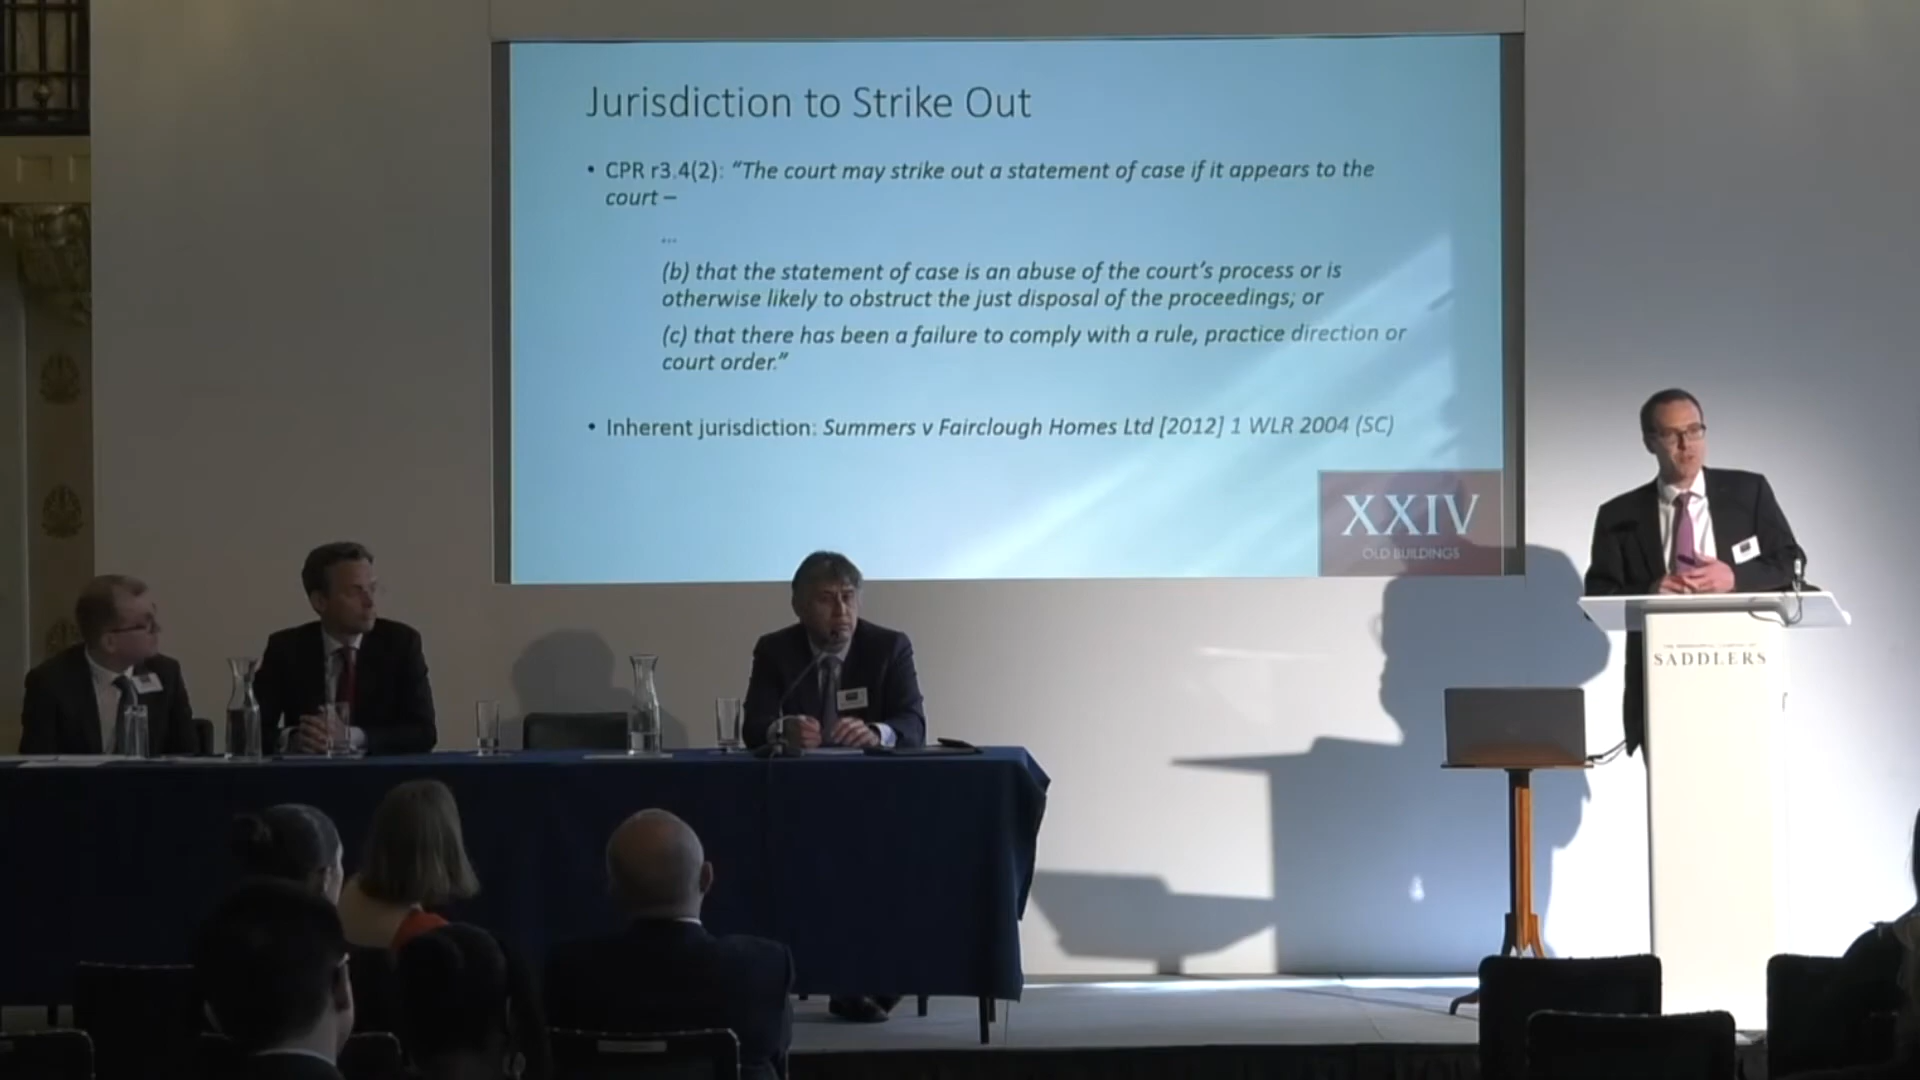 Jurisdiction to Strike Out
• CPR r3.4(2): “The court may strike out a statement of case if it appears to the
court –
...
(b) that the statement of case is an abuse of the court’s process or is
otherwise likely to obstruct the just disposal of the proceedings; or
(c) that there has been a failure to comply with a rule, practice direction or
court order.”
• Inherent jurisdiction: Summers v Fairclough Homes Ltd [2012] 1 WLR 2004 (SC)
XXIV
OLD BUILDINGS
SADDLERS